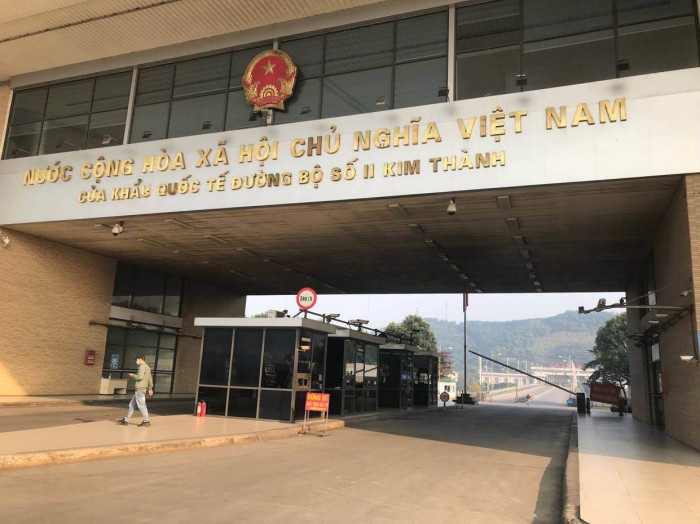 NƯỚC CỘNG HÒA XÃ HỘI CHỦ NGHĨA VIỆT NAM
CỬA KHẨU QUỐC TẾ ĐƯỜNG BỘ SỐ II KIM THÀNH